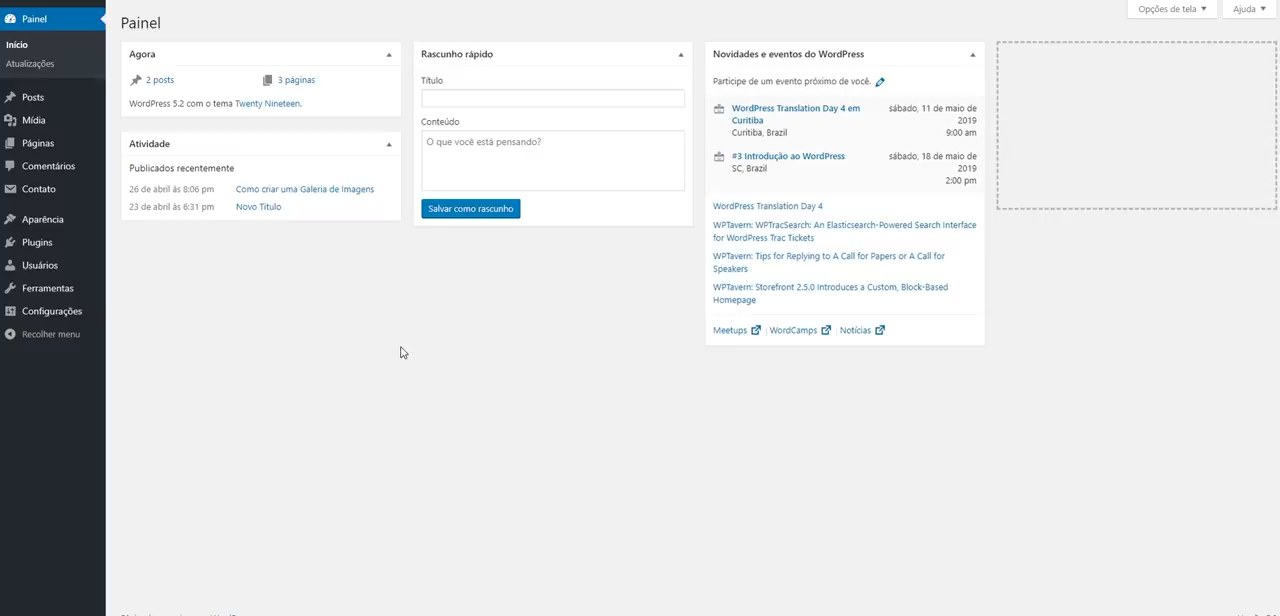 Opções de tela
Ajuda
Painel
Início
Atualizações
Posts
Mídia
Páginas
Comentários
Contato
Aparência
Plugins
Usuários
Ferramentas
Configurações
Recolher menu
Painel
Agora
2 posts
3 páginas
WordPress 5.2 com o tema Twenty Nineteen.
Atividade
Publicados recentemente
26 de abril às 8:06 pm Como criar uma Galeria de Imagens
23 de abril às 6:31 pm Novo Título
Rascunho rápido
Título
Conteúdo
O que você está pensando?
Salvar como rascunho
Novidades e eventos do WordPress
Participe de um evento próximo de você.
WordPress Translation Day 4 em sábado, 11 de maio de
Curitiba 2019
Curitiba, Brazil 9:00 am
#3 Introdução ao WordPress sábado, 18 de maio de
SC, Brazil 2019
2:00 pm
WordPress Translation Day 4
WPTavern: WPTracSearch: An Elasticsearch-Powered Search Interface
for WordPress Trac Tickets
WPTavern: Tips for Replying to A Call for Papers or A Call for
Speakers
WPTavern: Storefront 2.5.0 Introduces a Custom, Block-Based
Homepage
Meetups | WordCamps | Notícias